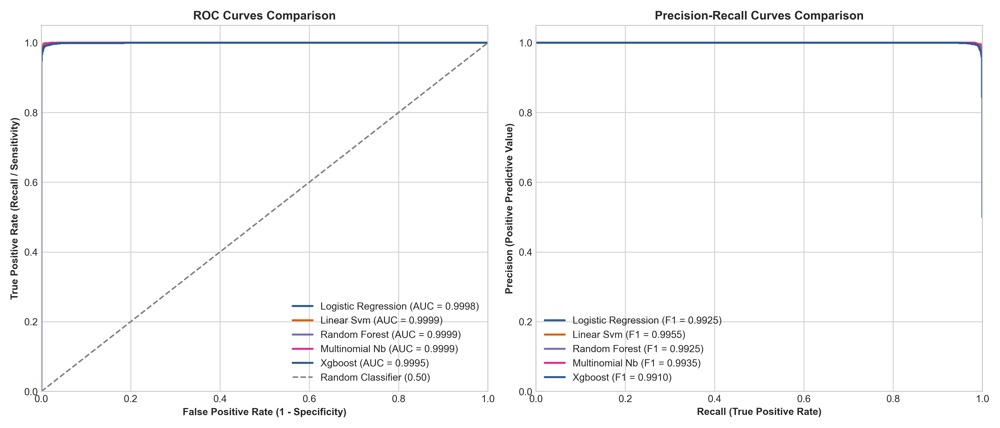 ROC Curves Comparison
True Positive Rate (Recall / Sensitivity)
1.0
0.8
0.6
0.4
0.2
0.0
0.0 0.2 0.4 0.6 0.8 1.0
False Positive Rate (1 - Specificity)
Logistic Regression (AUC = 0.9998)
Linear Svm (AUC = 0.9999)
Random Forest (AUC = 0.9999)
Multinomial Nb (AUC = 0.9999)
Xgboost (AUC = 0.9995)
Random Classifier (0.50)
Precision-Recall Curves Comparison
Precision (Positive Predictive Value)
1.0
0.8
0.6
0.4
0.2
0.0
0.0 0.2 0.4 0.6 0.8 1.0
Recall (True Positive Rate)
Logistic Regression (F1 = 0.9925)
Linear Svm (F1 = 0.9955)
Random Forest (F1 = 0.9925)
Multinomial Nb (F1 = 0.9935)
Xgboost (F1 = 0.9910)